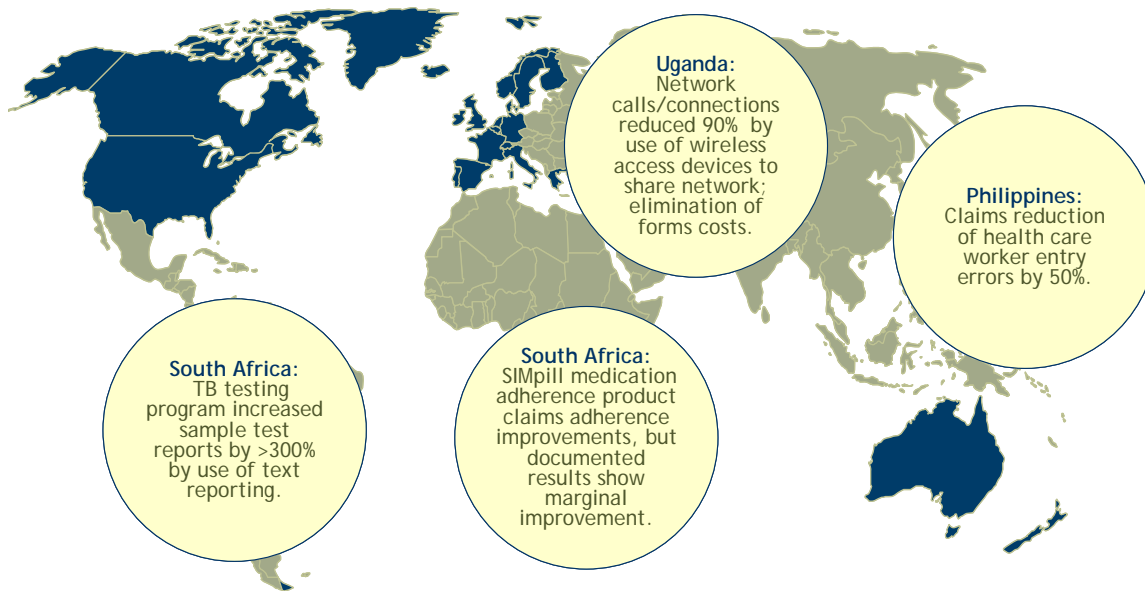 Uganda:
Network
calls/connections
reduced 90% by
use of wireless
access devices to
share network;
elimination of
forms costs.
Philippines:
Claims reduction
of health care
worker entry
errors by 50%.
South Africa:
TB testing
program increased
sample test
reports by >300%
by use of text
reporting.
South Africa:
SIMpill medication
adherence product
claims adherence
improvements, but
documented
results show
marginal
improvement.